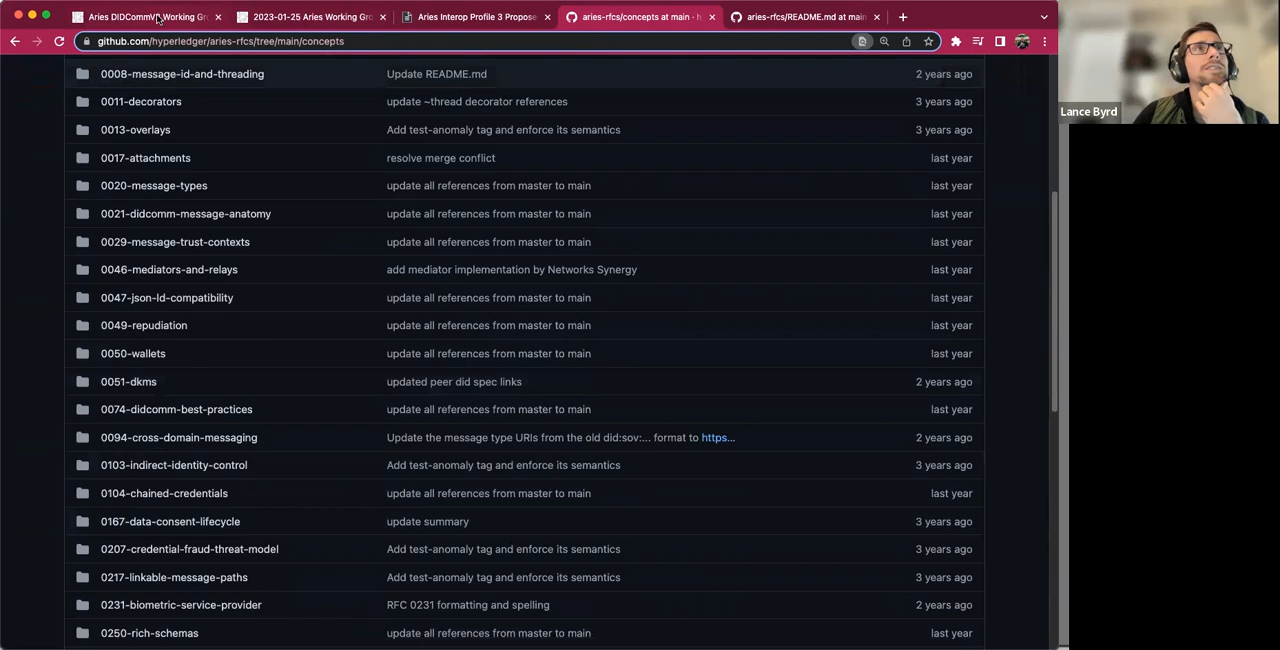 Aries DIDCommV2 Working Gro
2023-01-25 Aries Working Gro
Aries Interop Profile 3 Propose
aries-rfcs/concepts at main · h
aries-rfcs/README.md at main
github.com/hyperledger/aries-rfcs/tree/main/concepts
0008-message-id-and-threading Update README.md 2 years ago
0011-decorators update ~thread decorator references 3 years ago
0013-overlays Add test-anomaly tag and enforce its semantics 3 years ago
0017-attachments resolve merge conflict last year
0020-message-types update all references from master to main last year
0021-didcomm-message-anatomy update all references from master to main last year
0029-message-trust-contexts update all references from master to main last year
0046-mediators-and-relays add mediator implementation by Networks Synergy last year
0047-json-ld-compatibility update all references from master to main last year
0049-repudiation update all references from master to main last year
0050-wallets update all references from master to main last year
0051-dkms updated peer did spec links 2 years ago
0074-didcomm-best-practices update all references from master to main last year
0094-cross-domain-messaging Update the message type URIs from the old did:sov:... format to https... 2 years ago
0103-indirect-identity-control Add test-anomaly tag and enforce its semantics 3 years ago
0104-chained-credentials update all references from master to main last year
0167-data-consent-lifecycle update summary 3 years ago
0207-credential-fraud-threat-model Add test-anomaly tag and enforce its semantics 3 years ago
0217-linkable-message-paths Add test-anomaly tag and enforce its semantics 3 years ago
0231-biometric-service-provider RFC 0231 formatting and spelling 2 years ago
0250-rich-schemas update all references from master to main last year
Lance Byrd